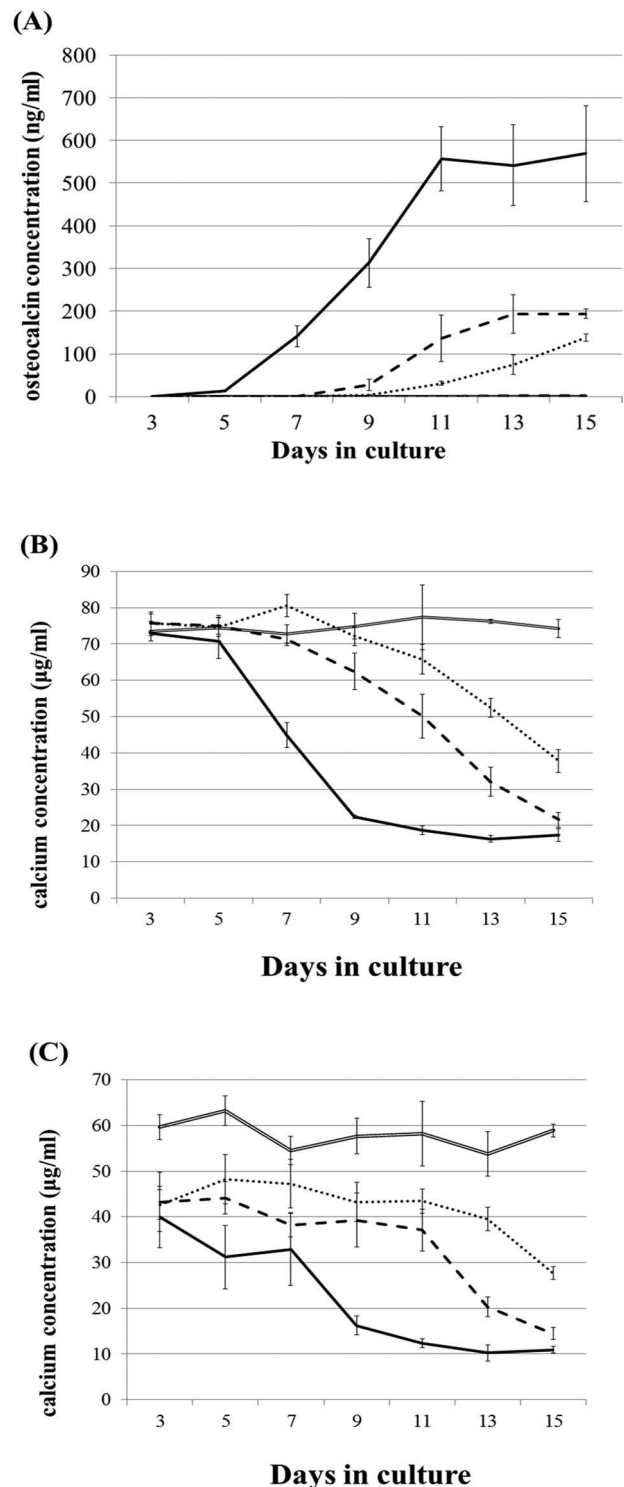 (A)
osteocalcin concentration (ng/ml)
800
700
600
500
400
300
200
100
0
3 5 7 9 11 13 15
Days in culture
(B)
calcium concentration (µg/ml)
90
80
70
60
50
40
30
20
10
0
3 5 7 9 11 13 15
Days in culture
(C)
calcium concentration (µg/ml)
70
60
50
40
30
20
10
0
3 5 7 9 11 13 15
Days in culture